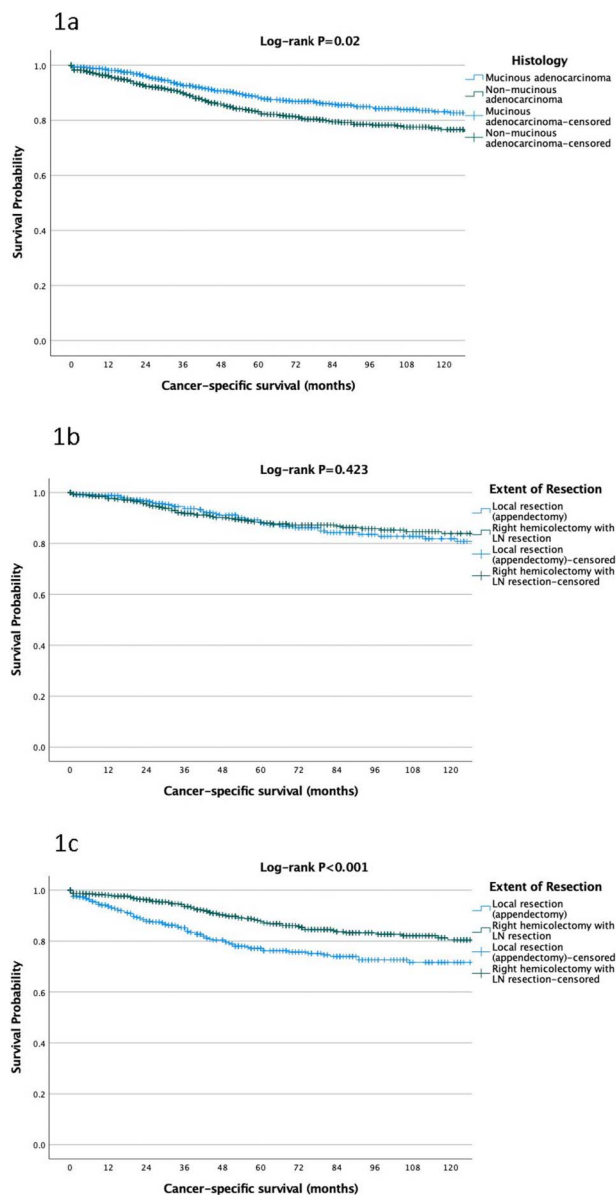 1a
Log-rank P=0.02
Histology
Mucinous adenocarcinoma
Non-mucinous
adenocarcinoma
Mucinous
adenocarcinoma-censored
Non-mucinous
adenocarcinoma-censored
Survival Probability
1.0
0.8
0.6
0.4
0.2
0.0
0 12 24 36 48 60 72 84 96 108 120
Cancer-specific survival (months)
1b
Log-rank P=0.423
Extent of Resection
Local resection
(appendectomy)
Right hemicolectomy with
LN resection
Local resection
(appendectomy)-censored
Right hemicolectomy with
LN resection-censored
Survival Probability
1.0
0.8
0.6
0.4
0.2
0.0
0 12 24 36 48 60 72 84 96 108 120
Cancer-specific survival (months)
1c
Log-rank P<0.001
Extent of Resection
Local resection
(appendectomy)
Right hemicolectomy with
LN resection
Local resection
(appendectomy)-censored
Right hemicolectomy with
LN resection-censored
Survival Probability
1.0
0.8
0.6
0.4
0.2
0.0
0 12 24 36 48 60 72 84 96 108 120
Cancer-specific survival (months)